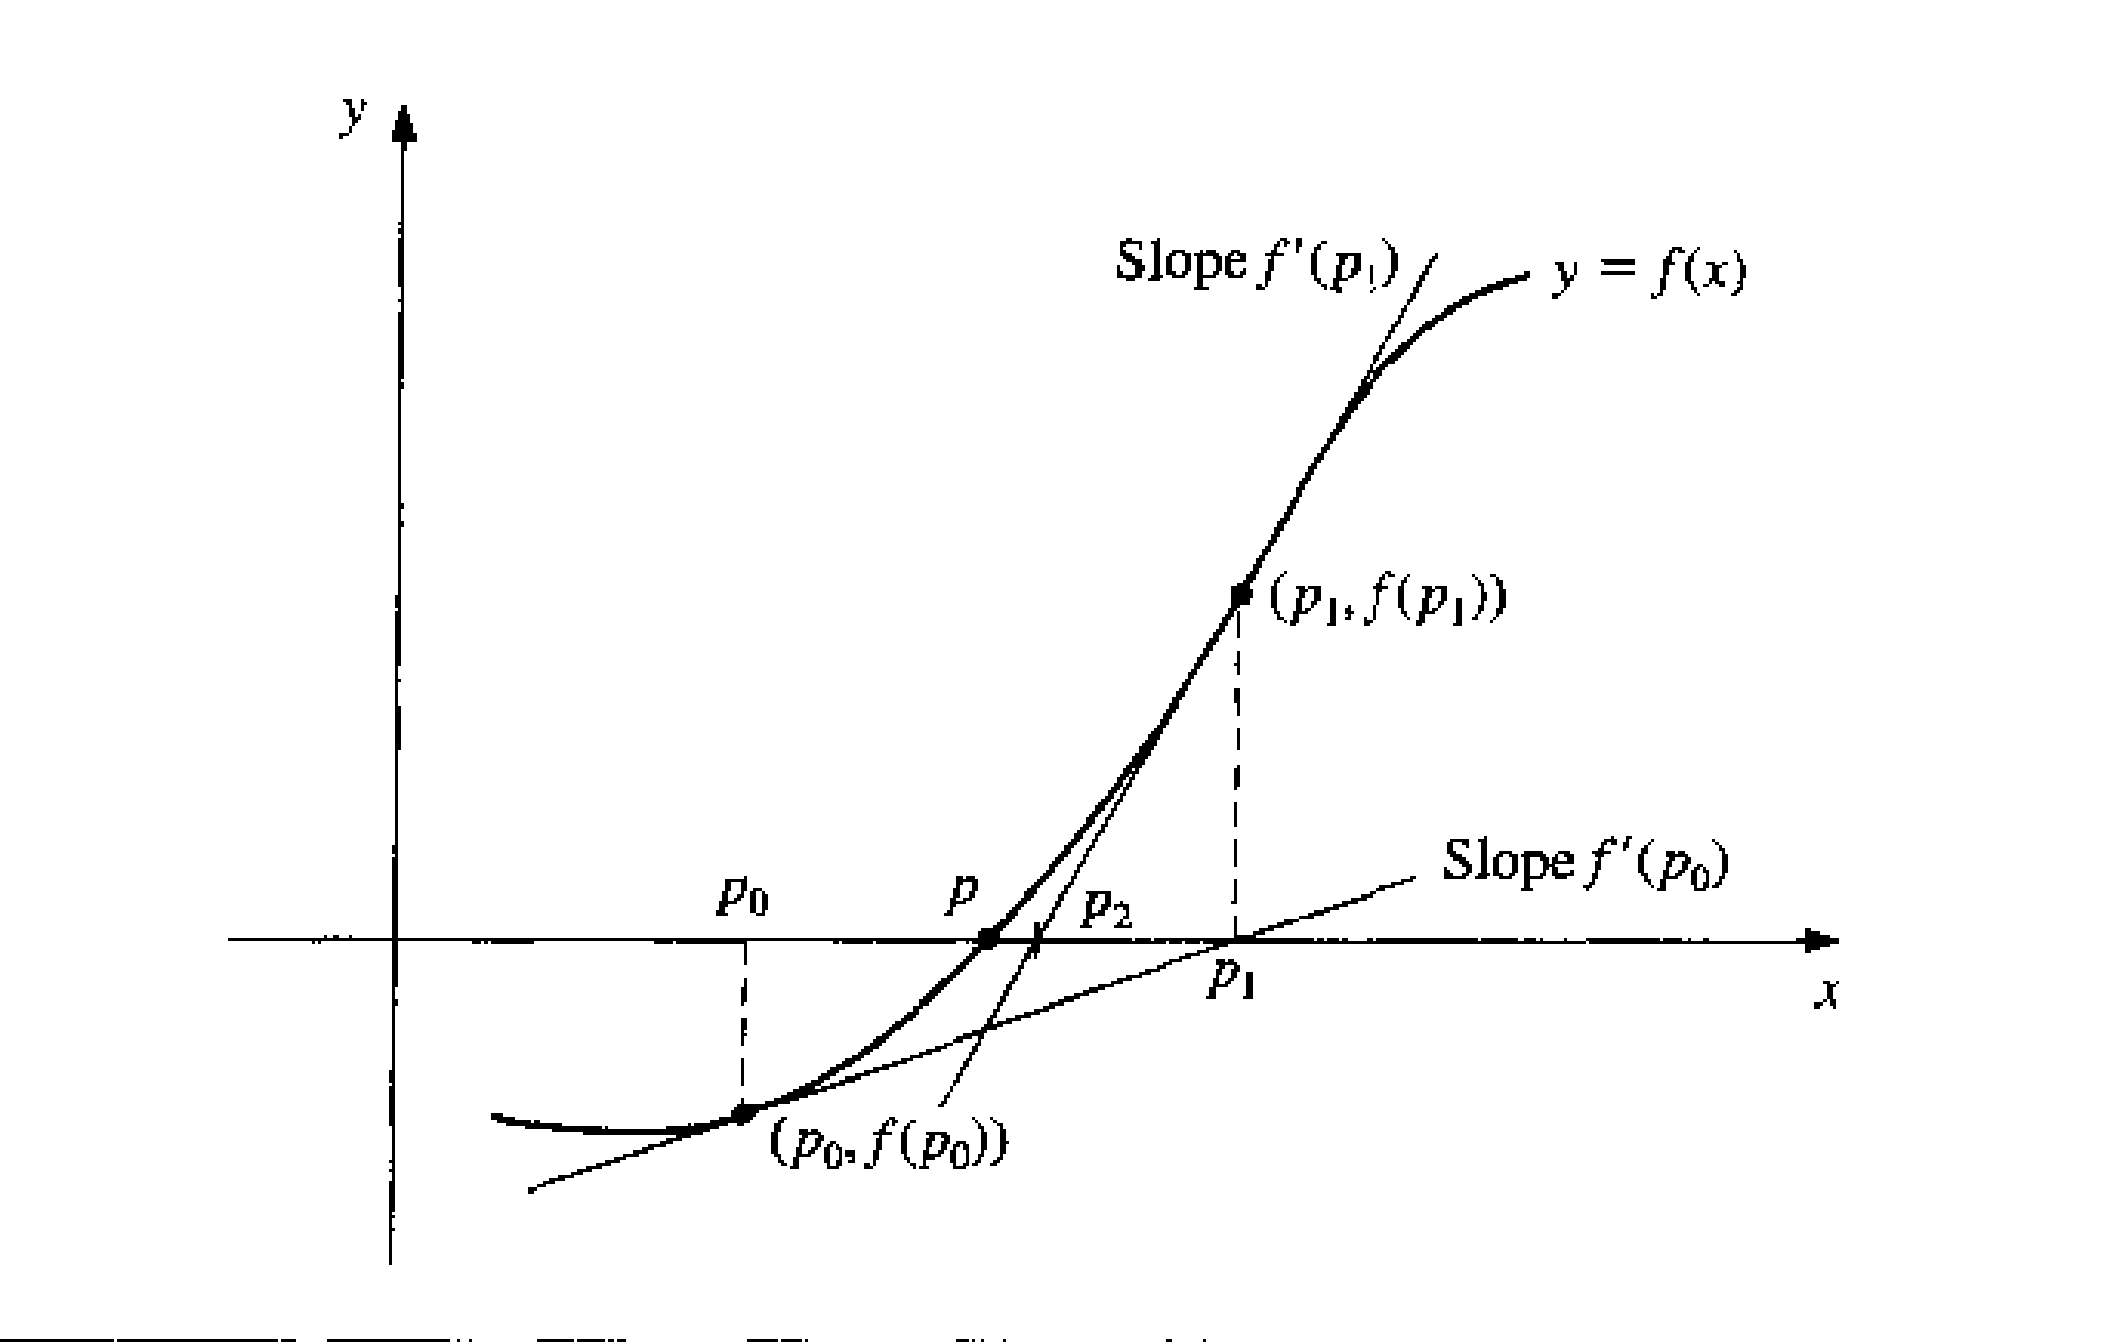 y
Slope f'(p₁)
y = f(x)
(p₁, f(p₁))
Slope f'(p₀)
p₀
p
p₂
p₁
x
(p₀, f(p₀))